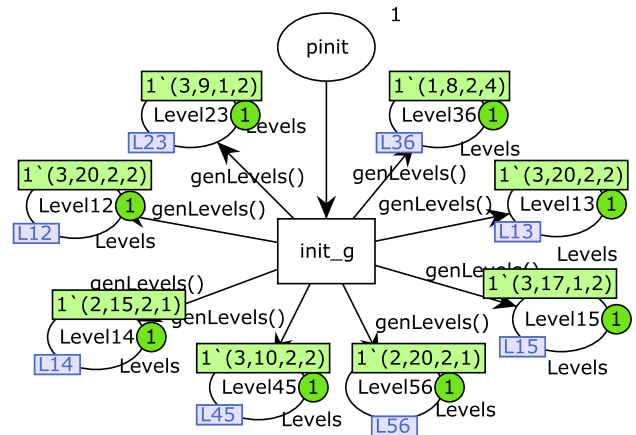 1
pinit
1`(3,9,1,2)
Level23
1
Levels
L23
genLevels()
1`(1,8,2,4)
Level36
1
Levels
L36
genLevels()
1`(3,20,2,2)
Level12
1
Levels
L12
genLevels()
1`(3,20,2,2)
Level13
1
Levels
L13
genLevels()
init_g
1`(2,15,2,1)
Level14
1
Levels
L14
genLevels()
1`(3,17,1,2)
Level15
1
Levels
L15
genLevels()
1`(3,10,2,2)
Level45
1
Levels
L45
genLevels()
1`(2,20,2,1)
Level56
1
Levels
L56
genLevels()